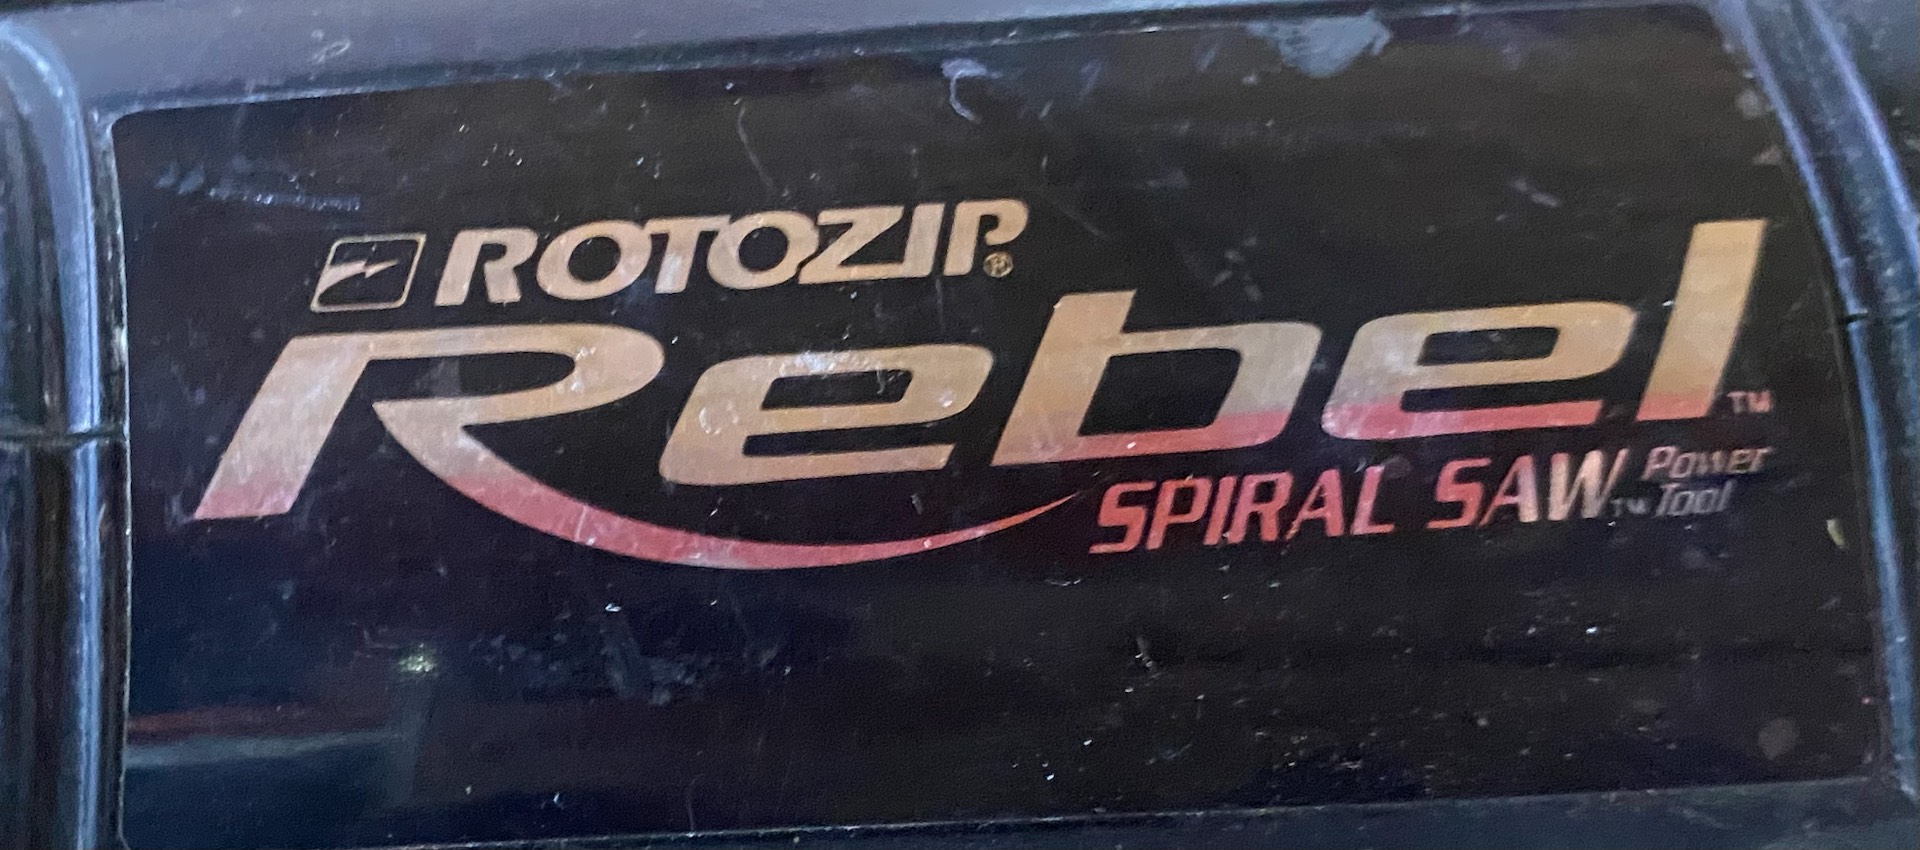 ROTOZIP®
Rebel™
SPIRAL SAW™ Power Tool